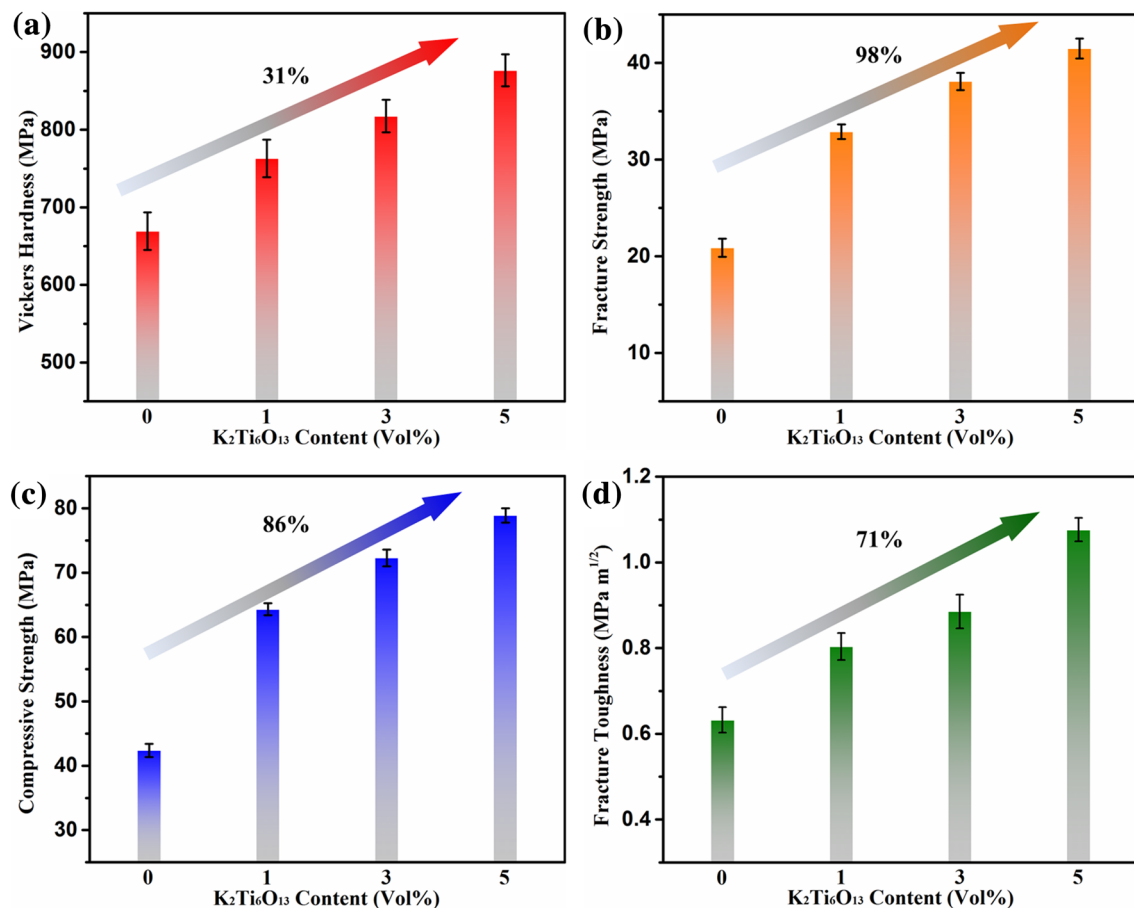 (a)
900
800
700
600
500
Vickers Hardness (MPa)
31%
0 1 3 5
K₂Ti₆O₁₃ Content (Vol%)
(b)
40
30
20
10
Fracture Strength (MPa)
98%
0 1 3 5
K₂Ti₆O₁₃ Content (Vol%)
(c)
80
70
60
50
40
30
Compressive Strength (MPa)
86%
0 1 3 5
K₂Ti₆O₁₃ Content (Vol%)
(d)
1.2
1.0
0.8
0.6
0.4
Fracture Toughness (MPa m¹/²)
71%
0 1 3 5
K₂Ti₆O₁₃ Content (Vol%)